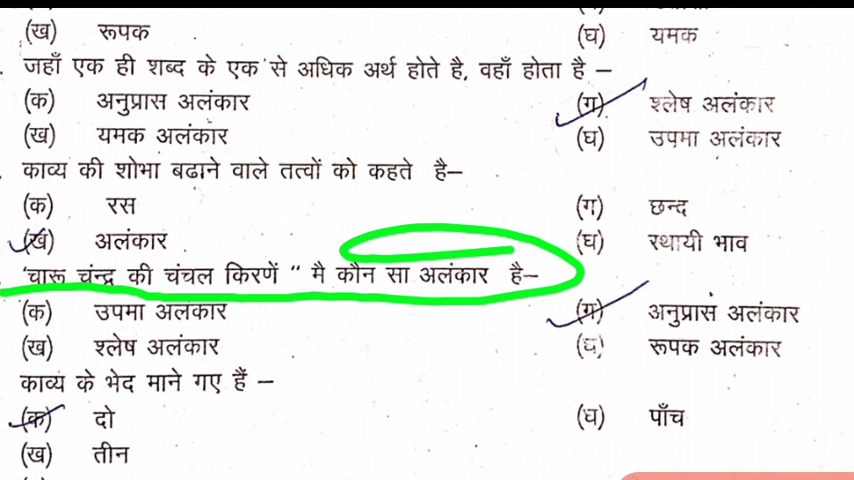 (ख) रूपक (घ) यमक
जहाँ एक ही शब्द के एक से अधिक अर्थ होते है, वहाँ होता है –
(क) अनुप्रास अलंकार (ग) श्लेष अलंकार
(ख) यमक अलंकार (घ) उपमा अलंकार
काव्य की शोभा बढाने वाले तत्वों को कहते है–
(क) रस (ग) छन्द
(ख) अलंकार (घ) रथायी भाव
'चारू चंन्द्र की चंचल किरणें " मै कौन सा अलंकार है–
(क) उपमा अलंकार (ग) अनुप्रास अलंकार
(ख) श्लेष अलंकार (घ) रूपक अलंकार
काव्य के भेद माने गए हैं –
(क) दो (घ) पाँच
(ख) तीन